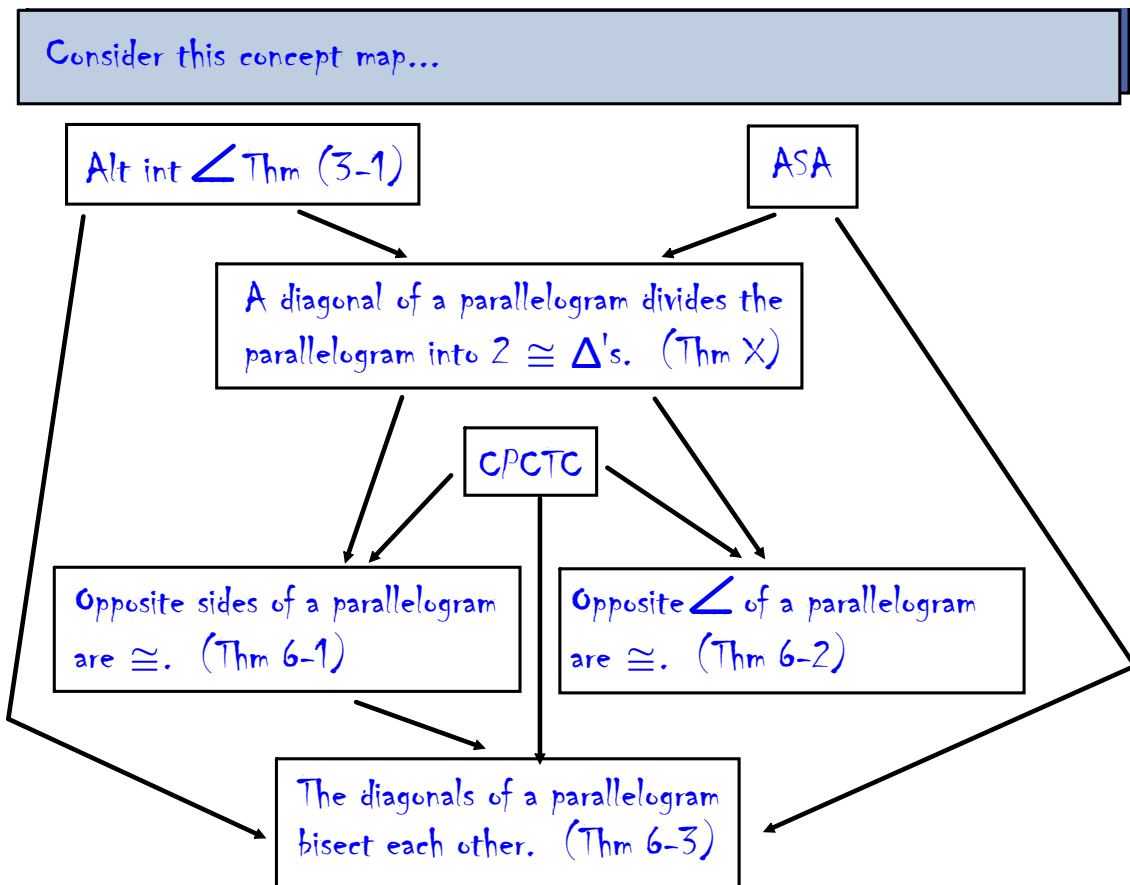 Consider this concept map...
Alt int ∠ Thm (3-1)
ASA
A diagonal of a parallelogram divides the
parallelogram into 2 ≅ Δ's. (Thm X)
CPCTC
Opposite sides of a parallelogram
are ≅. (Thm 6-1)
Opposite ∠ of a parallelogram
are ≅. (Thm 6-2)
The diagonals of a parallelogram
bisect each other. (Thm 6-3)